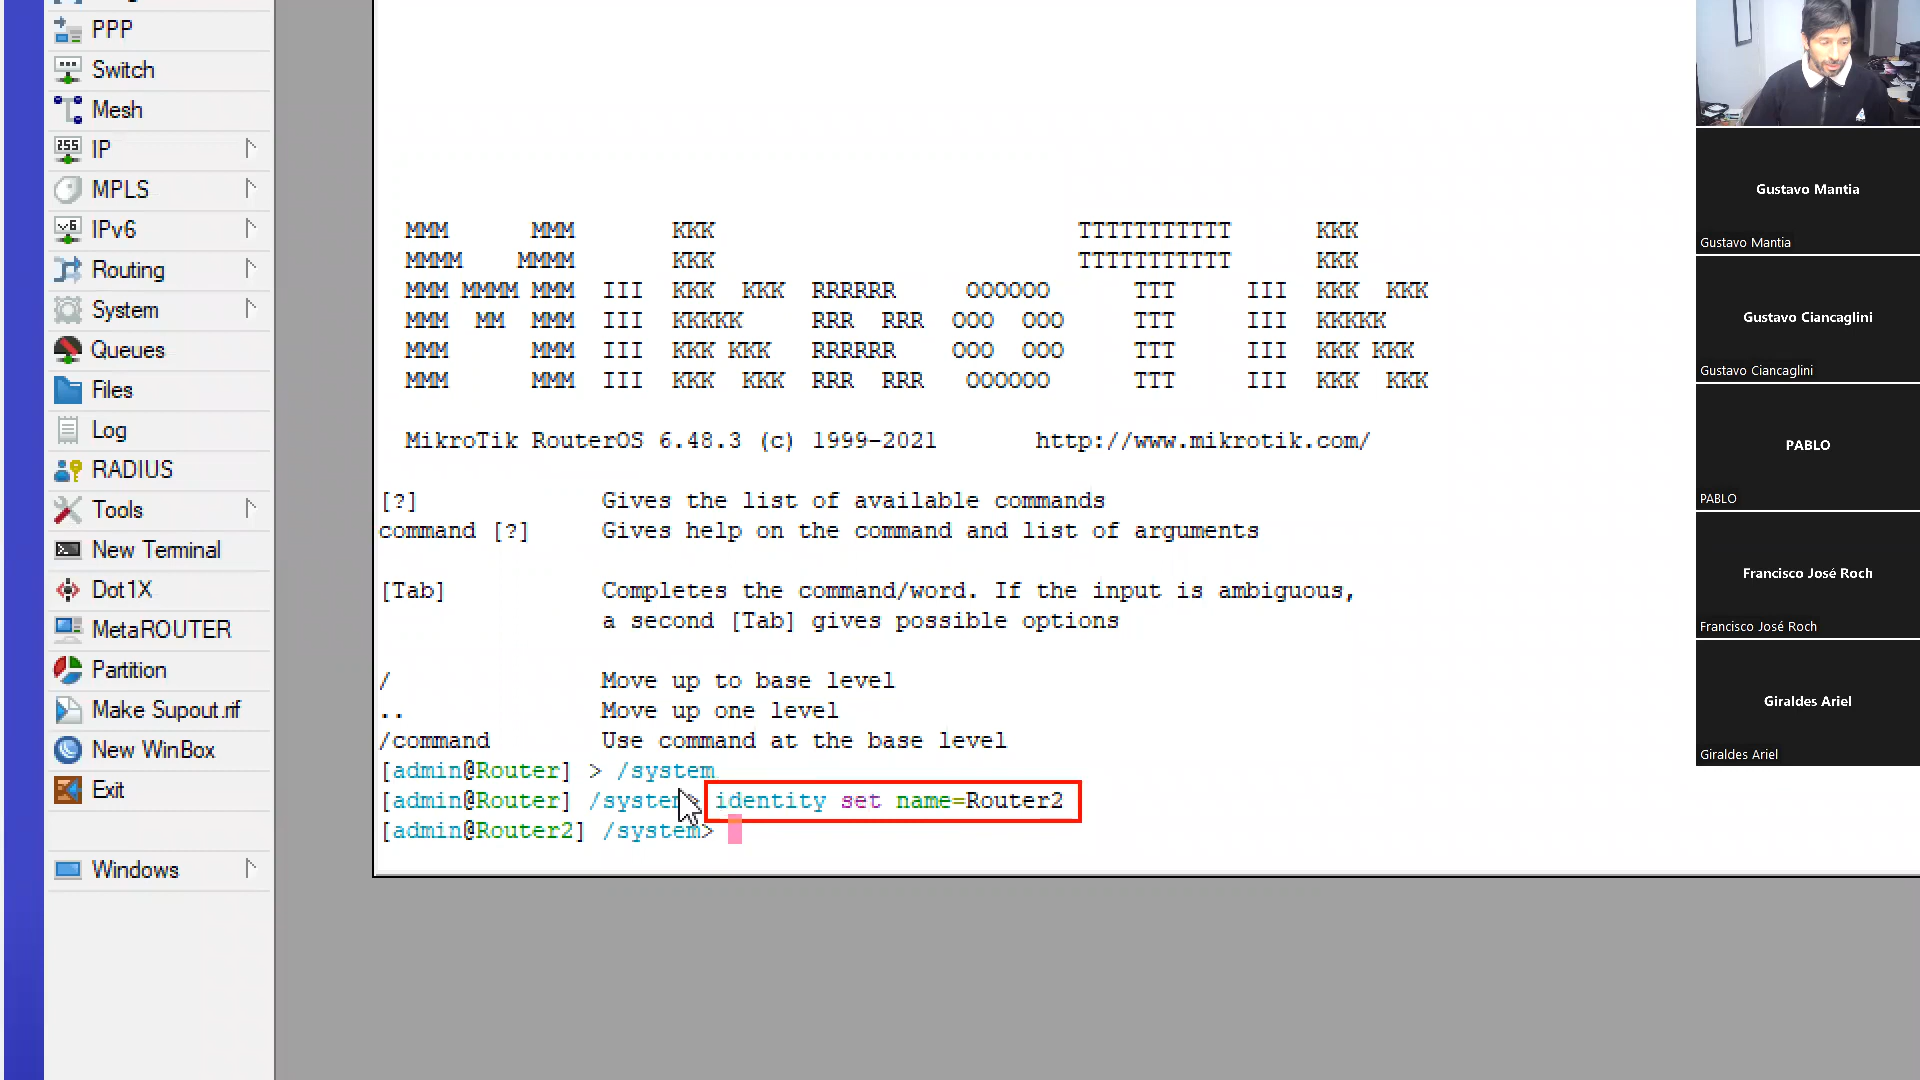 PPP
Switch
Mesh
IP
MPLS
IPv6
Routing
System
Queues
Files
Log
RADIUS
Tools
New Terminal
Dot1X
MetaROUTER
Partition
Make Supout.rif
New WinBox
Exit
Windows
MMM      MMM       KKK                          TTTTTTTTTTT      KKK
MMMM    MMMM       KKK                          TTTTTTTTTTT      KKK
MMM MMMM MMM  III  KKK  KKK  RRRRRR     OOOOOO      TTT     III  KKK  KKK
MMM  MM  MMM  III  KKKKK     RRR  RRR  OOO  OOO     TTT     III  KKKKK
MMM      MMM  III  KKK KKK   RRRRRR    OOO  OOO     TTT     III  KKK KKK
MMM      MMM  III  KKK  KKK  RRR  RRR   OOOOOO      TTT     III  KKK  KKK
MikroTik RouterOS 6.48.3 (c) 1999-2021       http://www.mikrotik.com/
[?]             Gives the list of available commands
command [?]     Gives help on the command and list of arguments
[Tab]           Completes the command/word. If the input is ambiguous,
a second [Tab] gives possible options
/               Move up to base level
..              Move up one level
/command        Use command at the base level
[admin@Router] > /system
[admin@Router] /system> identity set name=Router2
[admin@Router2] /system>
Gustavo Mantia
Gustavo Mantia
Gustavo Ciancaglini
Gustavo Ciancaglini
PABLO
PABLO
Francisco José Roch
Francisco José Roch
Giraldes Ariel
Giraldes Ariel